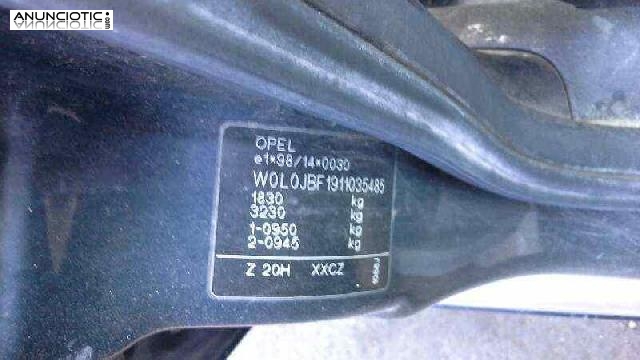 ANUNCIOTIC
.com
OPEL
e1*98/14*0030
W0L0JBF1911035485
1830 kg
3230 kg
1-0950 kg
2-0945 kg
Z 20H XXCZ